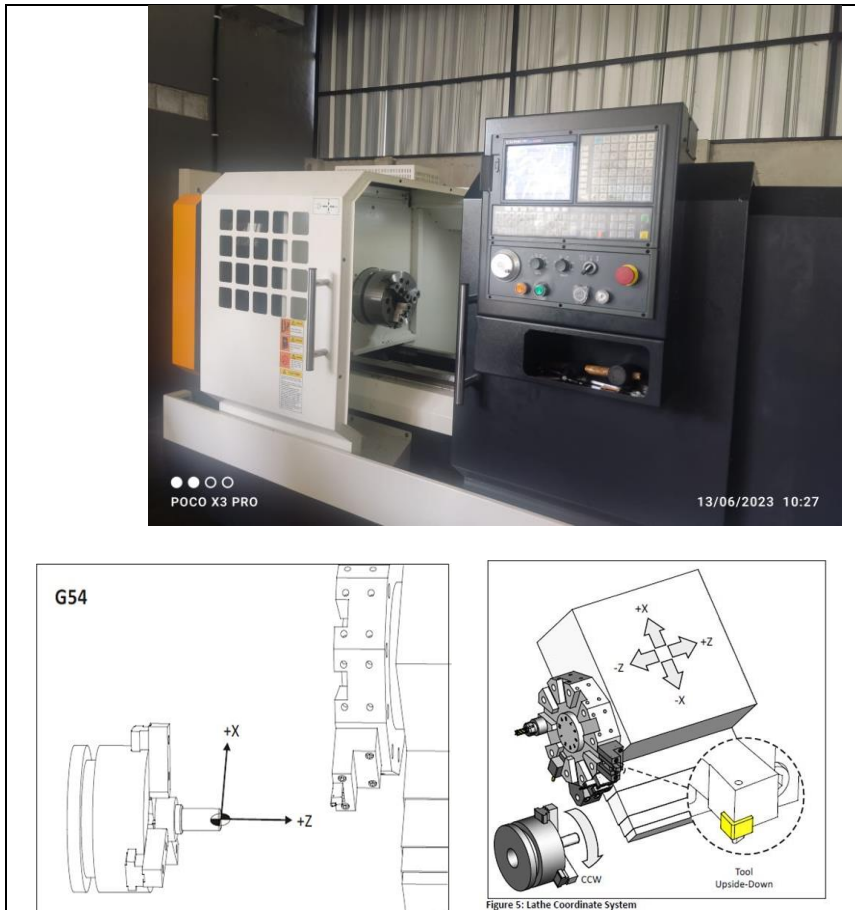 POCO X3 PRO
13/06/2023 10:27
G54
+X
+Z
+X
+Z
-Z
-X
CCW
Tool
Upside-Down
Figure 5: Lathe Coordinate System